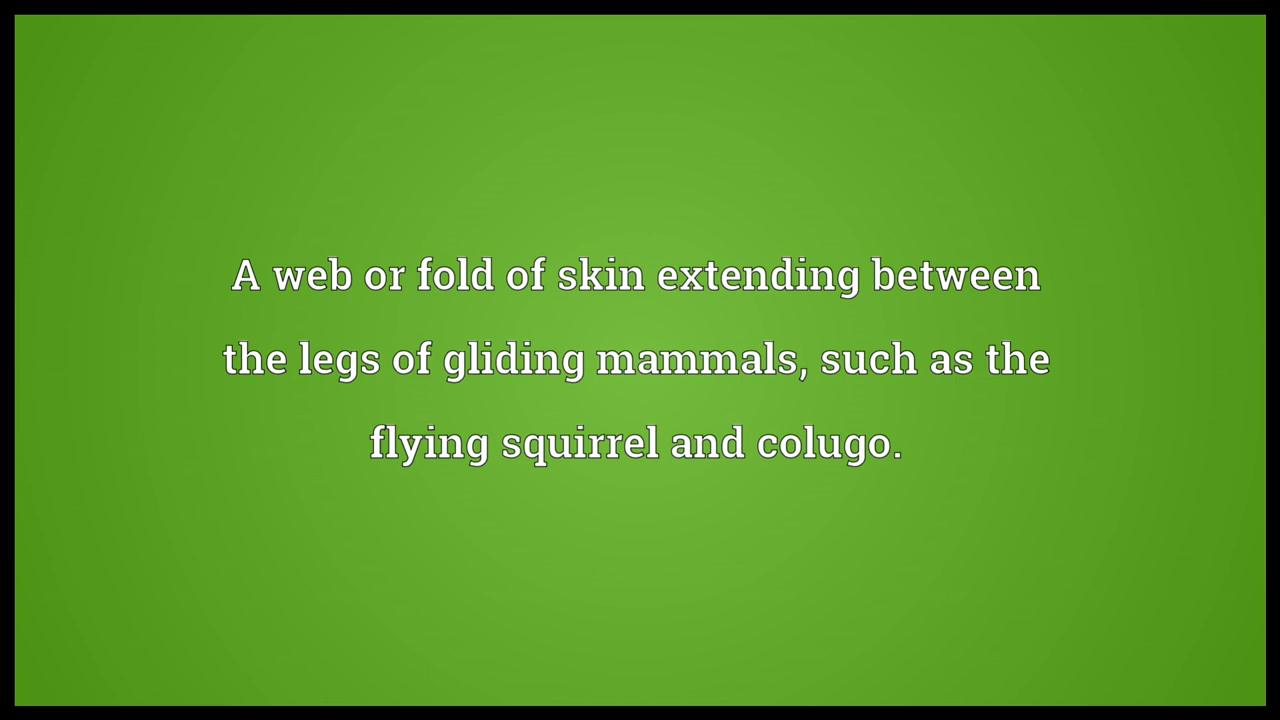 A web or fold of skin extending between
the legs of gliding mammals, such as the
flying squirrel and colugo.